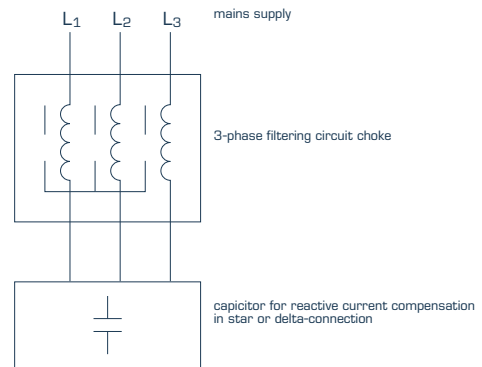 L1 L2 L3 mains supply
3-phase filtering circuit choke
capicitor for reactive current compensation
in star or delta-connection